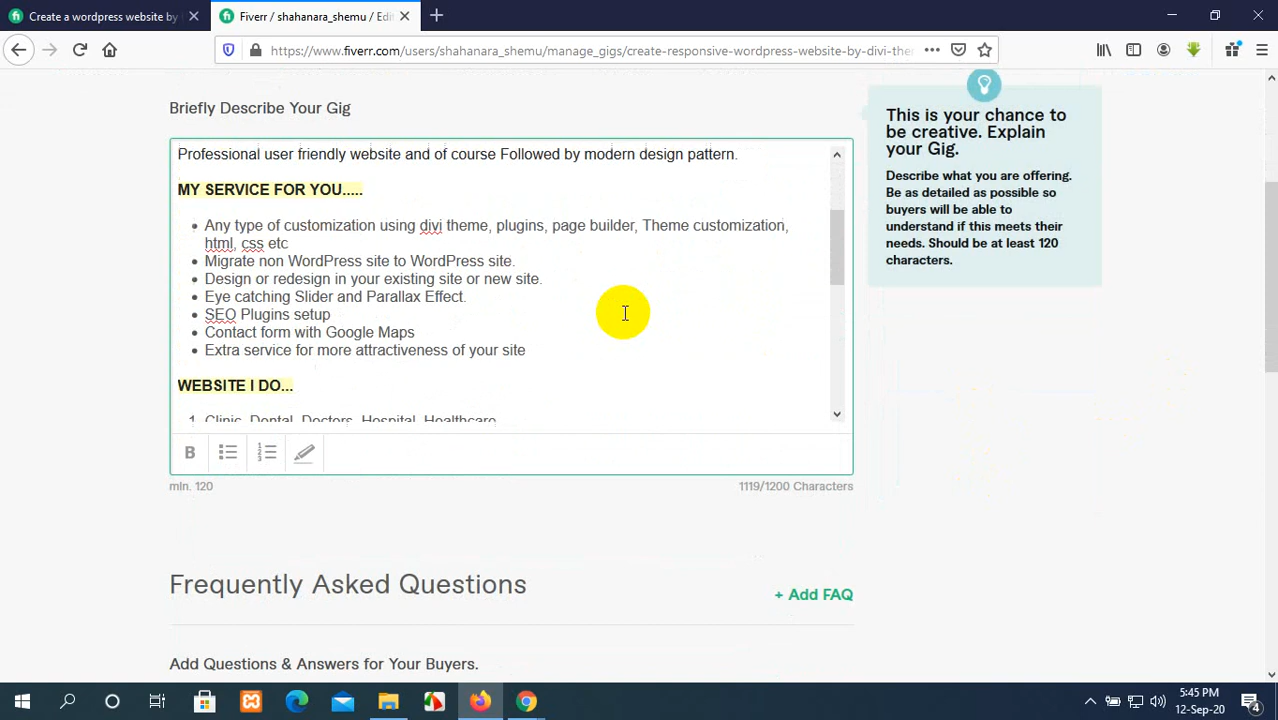 Create a wordpress website by
Fiverr / shahanara_shemu / Edi
https://www.fiverr.com/users/shahanara_shemu/manage_gigs/create-responsive-wordpress-website-by-divi-the
Briefly Describe Your Gig
Professional user friendly website and of course Followed by modern design pattern.
MY SERVICE FOR YOU.....
Any type of customization using divi theme, plugins, page builder, Theme customization,
html, css etc
Migrate non WordPress site to WordPress site.
Design or redesign in your existing site or new site.
Eye catching Slider and Parallax Effect.
SEO Plugins setup
Contact form with Google Maps
Extra service for more attractiveness of your site
WEBSITE I DO...
1. Clinic, Dental, Doctors, Hospital, Healthcare
B
min. 120
1119/1200 Characters
This is your chance to
be creative. Explain
your Gig.
Describe what you are offering.
Be as detailed as possible so
buyers will be able to
understand if this meets their
needs. Should be at least 120
characters.
Frequently Asked Questions
+ Add FAQ
Add Questions & Answers for Your Buyers.
5:45 PM
12-Sep-20
4